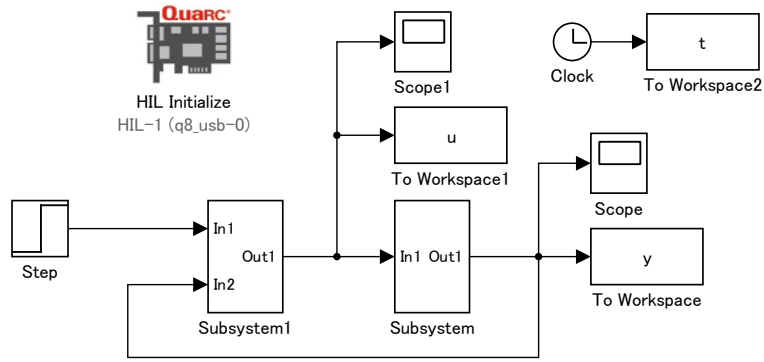 QUARC®
HIL Initialize
HIL-1 (q8_usb-0)
Scope1
Clock
t
To Workspace2
u
To Workspace1
Scope
Step
In1
In2
Out1
Subsystem1
In1 Out1
Subsystem
y
To Workspace